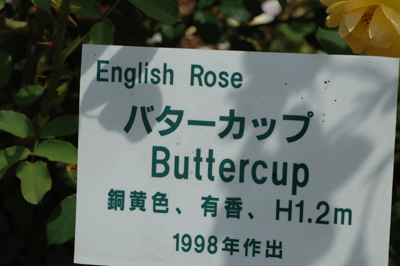 English Rose
バターカップ
Buttercup
銅黄色、有香、H1.2m
1998年作出